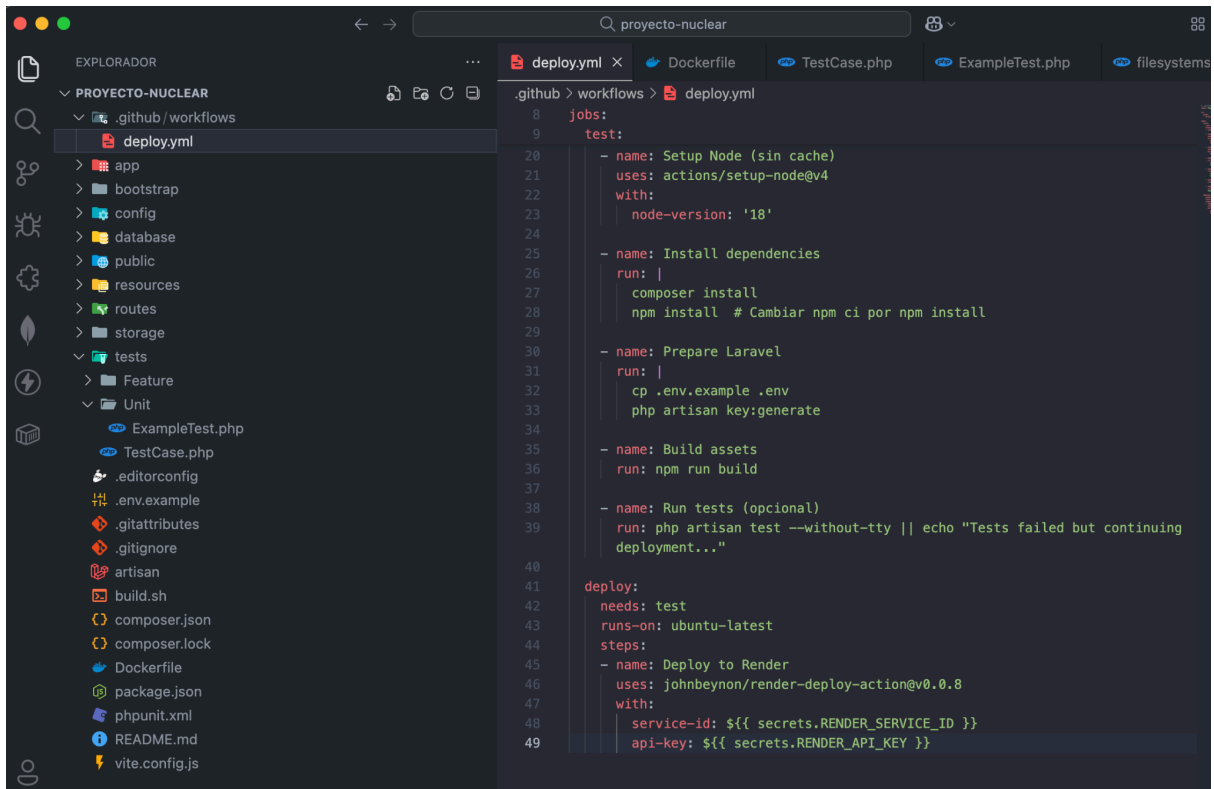 proyecto-nuclear
EXPLORADOR
PROYECTO-NUCLEAR
.github/workflows
deploy.yml
app
bootstrap
config
database
public
resources
routes
storage
tests
Feature
Unit
ExampleTest.php
TestCase.php
.editorconfig
.env.example
.gitattributes
.gitignore
artisan
build.sh
composer.json
composer.lock
Dockerfile
package.json
phpunit.xml
README.md
vite.config.js
deploy.yml
Dockerfile
TestCase.php
ExampleTest.php
filesystems
.github > workflows > deploy.yml
8 jobs:
9 test:
20 - name: Setup Node (sin cache)
21 uses: actions/setup-node@v4
22 with:
23 node-version: '18'
24
25 - name: Install dependencies
26 run: |
27 composer install
28 npm install # Cambiar npm ci por npm install
29
30 - name: Prepare Laravel
31 run: |
32 cp .env.example .env
33 php artisan key:generate
34
35 - name: Build assets
36 run: npm run build
37
38 - name: Run tests (opcional)
39 run: php artisan test --without-tty || echo "Tests failed but continuing
deployment..."
40
41 deploy:
42 needs: test
43 runs-on: ubuntu-latest
44 steps:
45 - name: Deploy to Render
46 uses: johnbeynon/render-deploy-action@v0.0.8
47 with:
48 service-id: ${{ secrets.RENDER_SERVICE_ID }}
49 api-key: ${{ secrets.RENDER_API_KEY }}